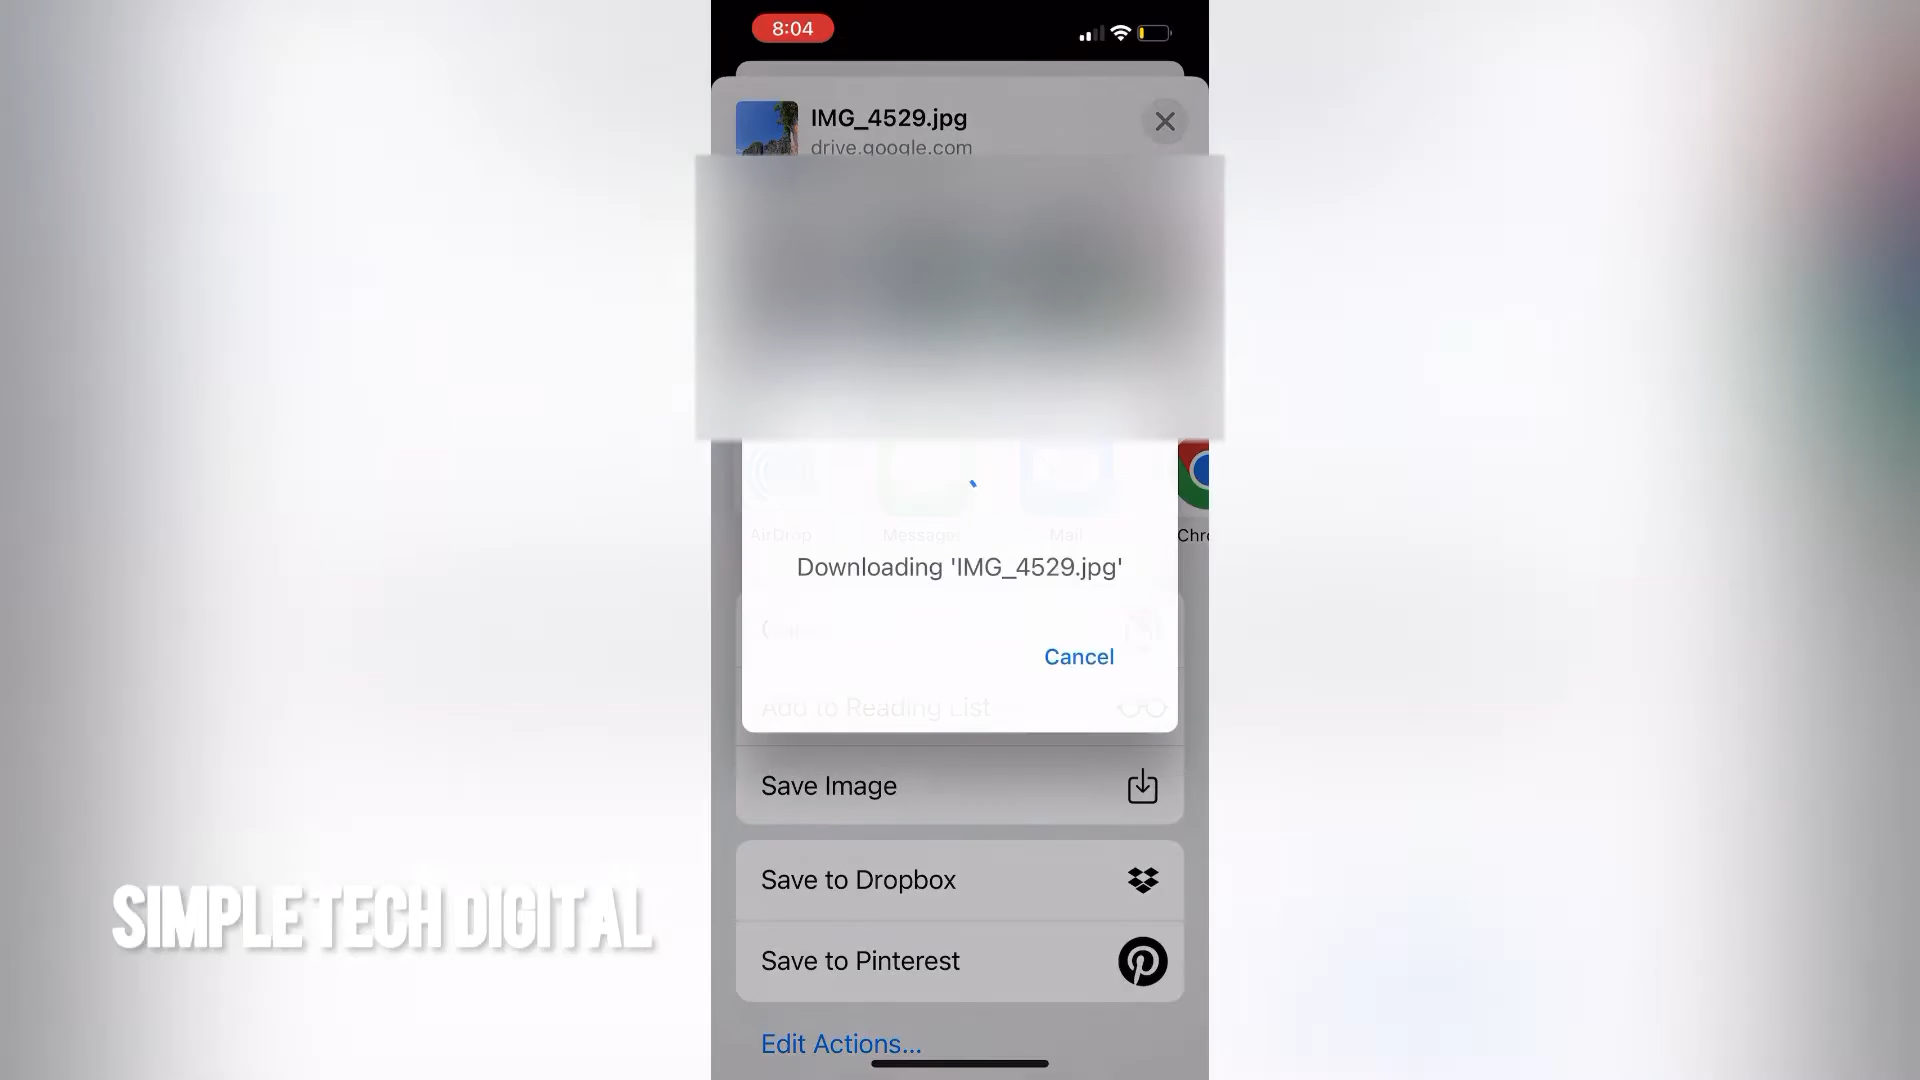 8:04
IMG_4529.jpg
drive.google.com
AirDrop
Messages
Mail
Chr
Downloading 'IMG_4529.jpg'
Cancel
Add to Reading List
Save Image
Save to Dropbox
Save to Pinterest
Edit Actions...
SIMPLE TECH DIGITAL